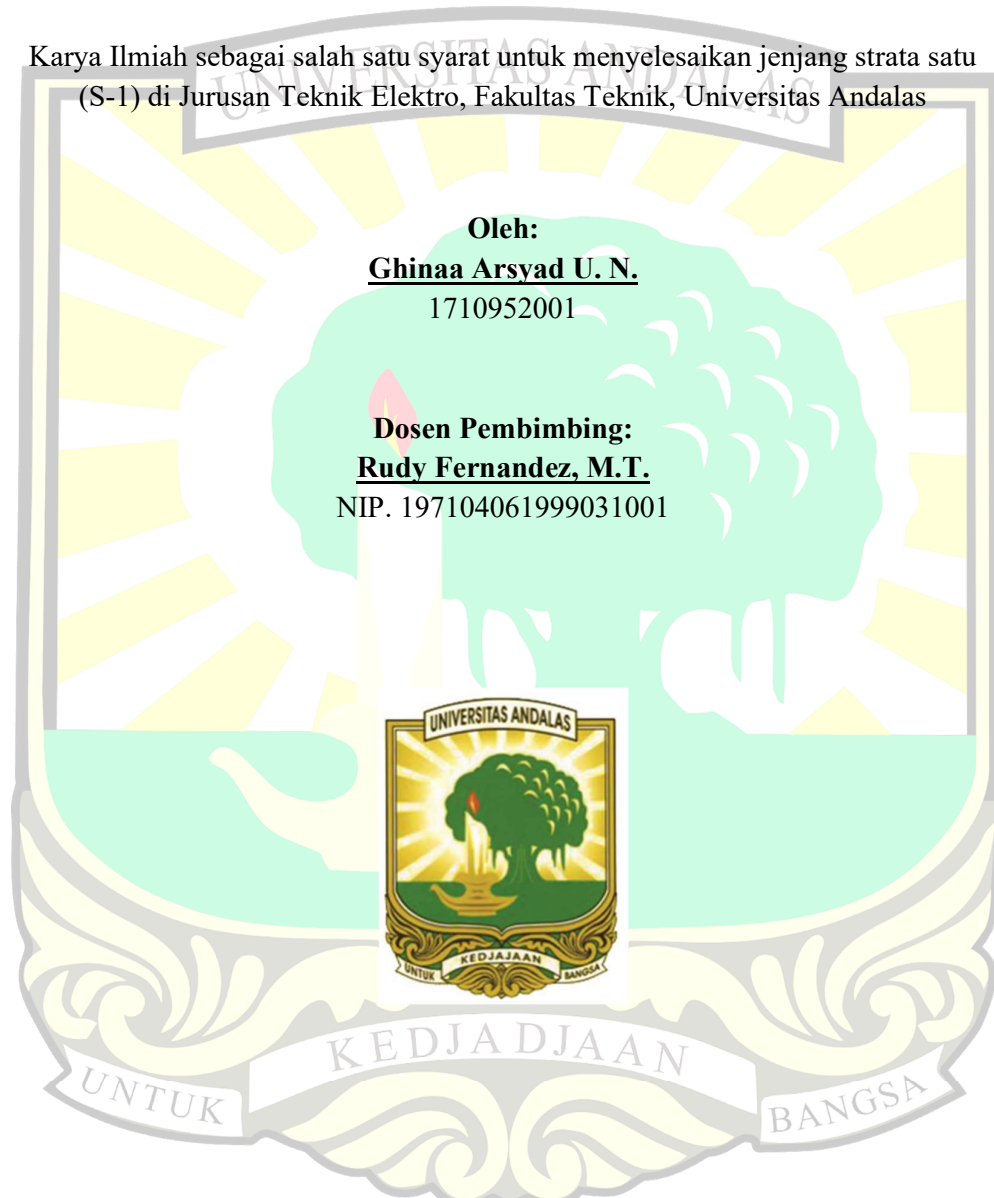 UNIVERSITAS ANDALAS
Karya Ilmiah sebagai salah satu syarat untuk menyelesaikan jenjang strata satu
(S-1) di Jurusan Teknik Elektro, Fakultas Teknik, Universitas Andalas
Oleh:
Ghinaa Arsyad U. N.
1710952001
Dosen Pembimbing:
Rudy Fernandez, M.T.
NIP. 197104061999031001
UNIVERSITAS ANDALAS
UNTUK KEDJAJAAN BANGSA
UNTUK KEDJADJAAN BANGSA